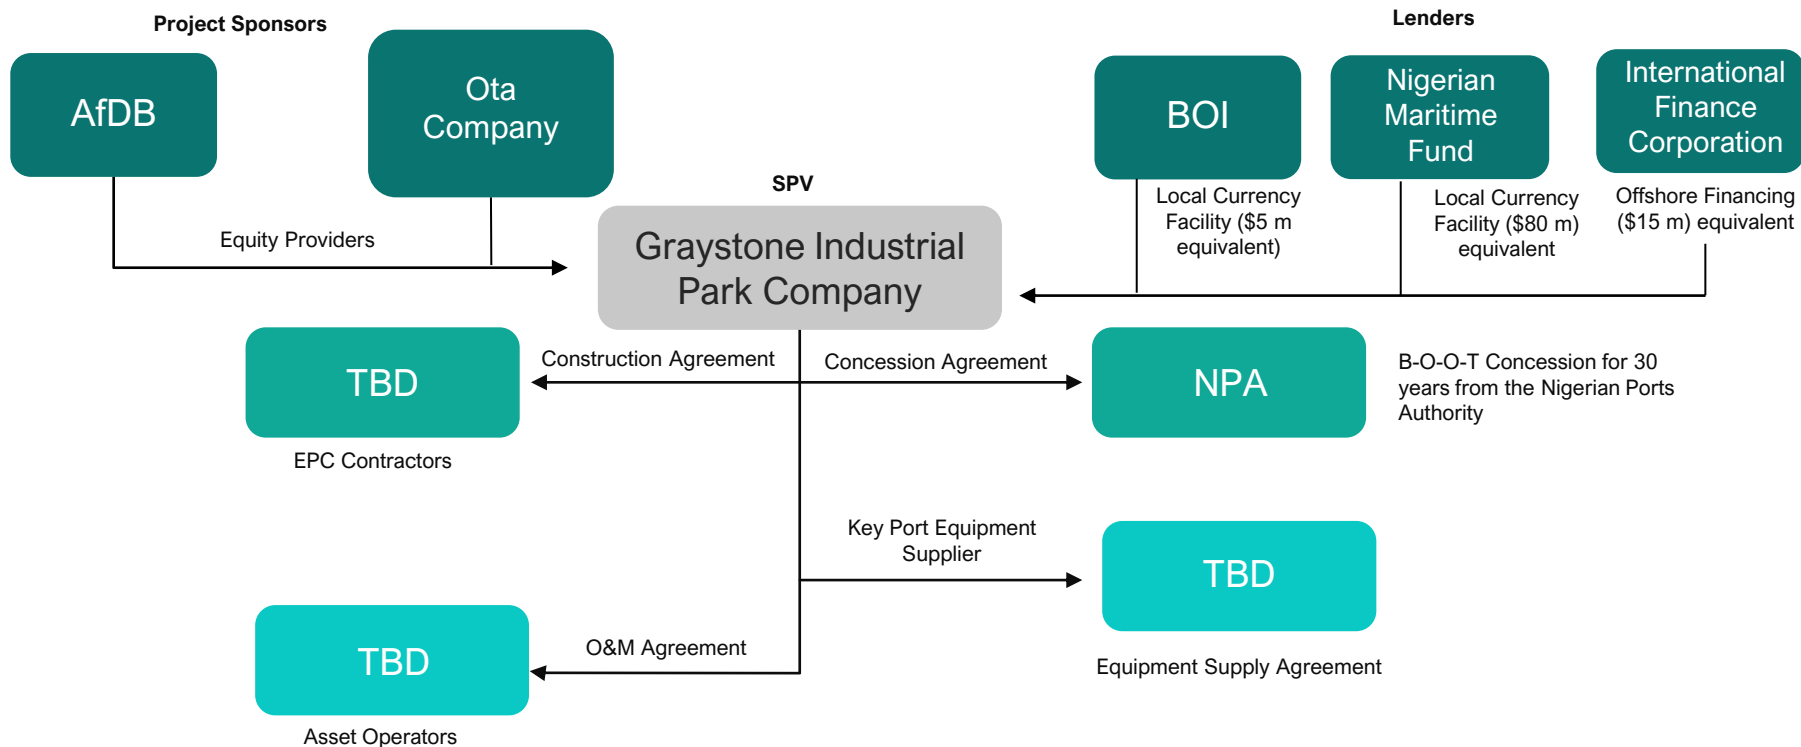 Project Sponsors
Lenders
AfDB
Ota
Company
BOI
Nigerian
Maritime
Fund
International
Finance
Corporation
Equity Providers
SPV
Graystone Industrial
Park Company
Local Currency
Facility ($5 m
equivalent)
Local Currency
Facility ($80 m)
equivalent
Offshore Financing
($15 m) equivalent
TBD
Construction Agreement
Concession Agreement
NPA
B-O-O-T Concession for 30
years from the Nigerian Ports
Authority
EPC Contractors
Key Port Equipment
Supplier
TBD
Equipment Supply Agreement
TBD
O&M Agreement
Asset Operators